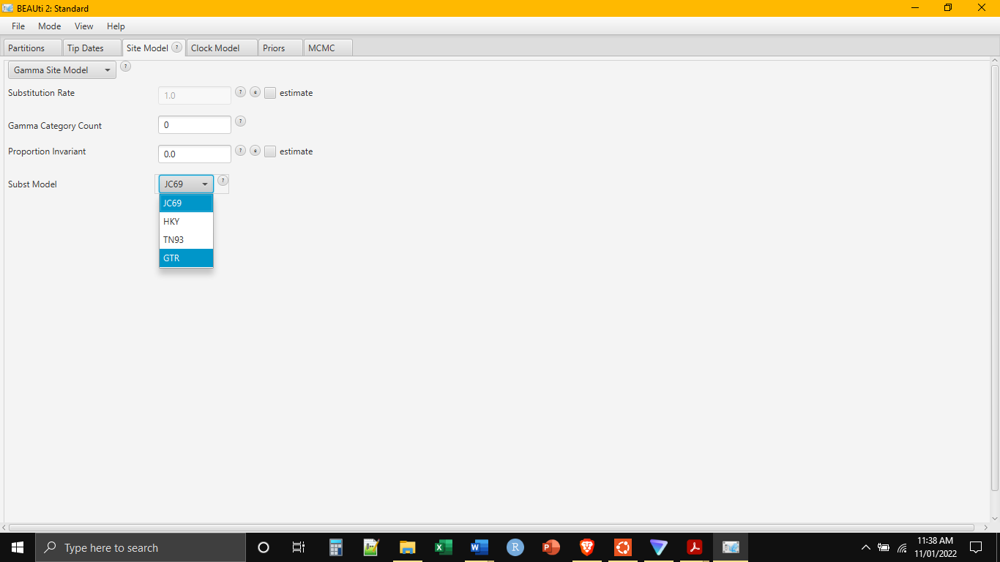 BEAUti 2: Standard
File Mode View Help
Partitions Tip Dates Site Model ? Clock Model Priors MCMC
Gamma Site Model ?
Substitution Rate 1.0 ? estimate
Gamma Category Count 0 ?
Proportion Invariant 0.0 ? estimate
Subst Model JC69 ?
JC69
HKY
TN93
GTR
Type here to search
11:38 AM
11/01/2022